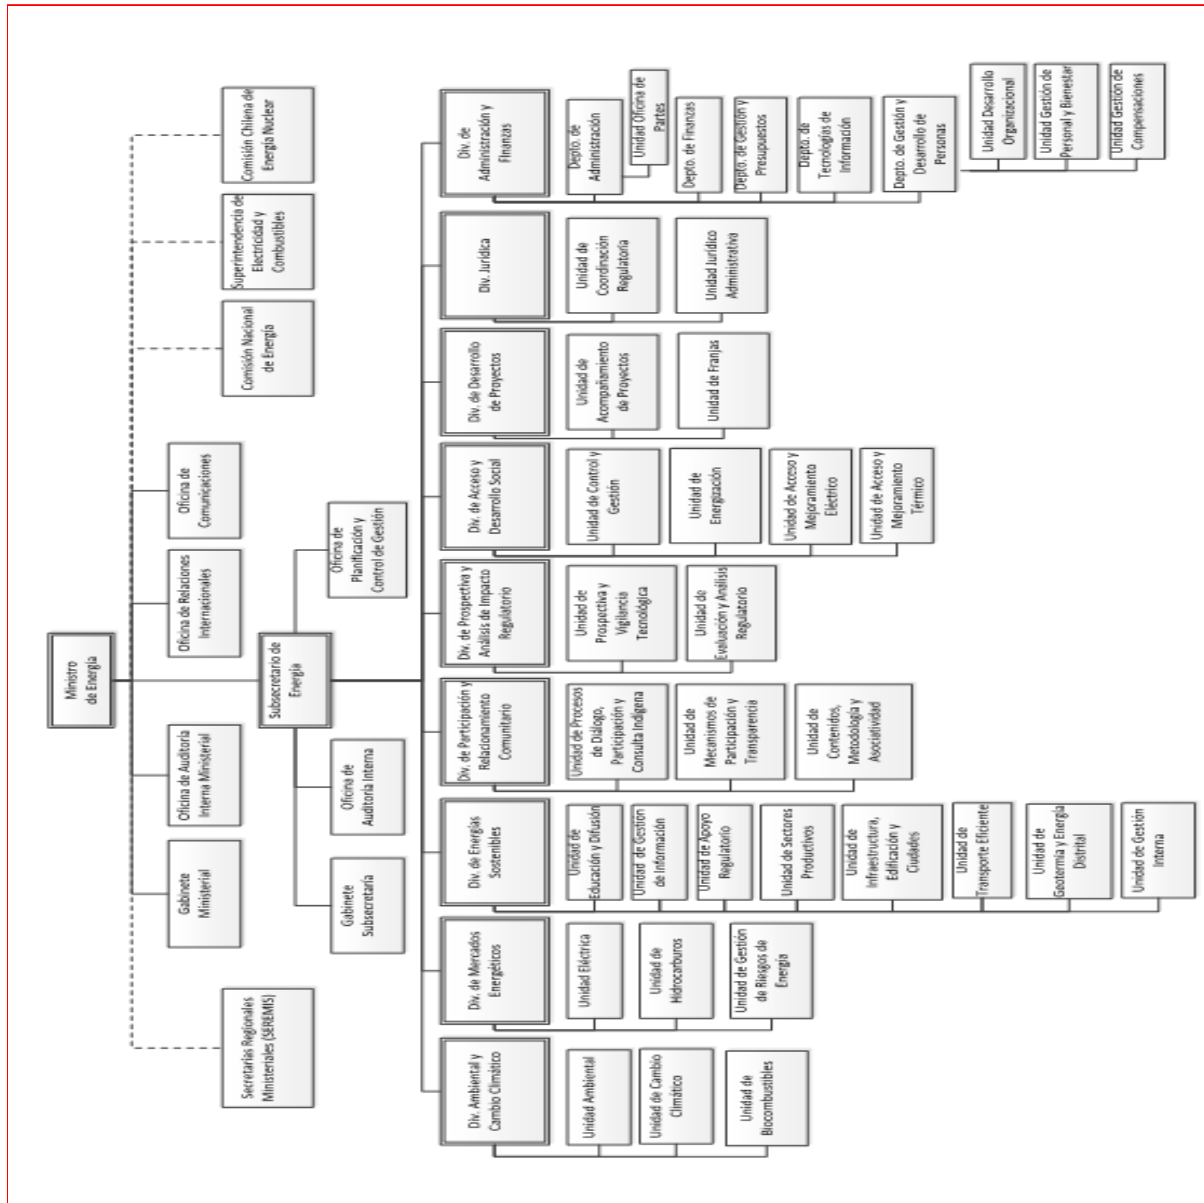 Ministro
de Energía
Secretarías Regionales
Ministeriales (SEREMIS)
Gabinete
Ministerial
Oficina de Auditoría
Interna Ministerial
Oficina de Relaciones
Internacionales
Oficina de
Comunicaciones
Comisión Nacional
de Energía
Superintendencia de
Electricidad y
Combustibles
Comisión Chilena de
Energía Nuclear
Subsecretario de
Energía
Gabinete
Subsecretaría
Oficina de
Auditoría Interna
Oficina de
Planificación y
Control de Gestión
Div. Ambiental y
Cambio Climático
Unidad Ambiental
Unidad de Cambio
Climático
Unidad de
Biocombustibles
Div. de Mercados
Energéticos
Unidad Eléctrica
Unidad de
Hidrocarburos
Unidad de Gestión
de Riesgos de
Energía
Div. de Energías
Sostenibles
Unidad de
Educación y Difusión
Unidad de Gestión
de Información
Unidad de Apoyo
Regulatorio
Unidad de Sectores
Productivos
Unidad de
Infraestructura,
Edificación y
Ciudades
Unidad de
Transporte Eficiente
Unidad de
Geotermia y Energía
Distrital
Unidad de Gestión
Interna
Div. de Participación y
Relacionamiento
Comunitario
Unidad de Procesos
de Diálogo,
Participación y
Consulta Indígena
Unidad de
Mecanismos de
Participación y
Transparencia
Unidad de
Contenidos,
Metodología y
Asociatividad
Div. de Prospectiva y
Análisis de Impacto
Regulatorio
Unidad de
Prospectiva y
Vigilancia
Tecnológica
Unidad de
Evaluación y Análisis
Regulatorio
Div. de Acceso y
Desarrollo Social
Unidad de Control y
Gestión
Unidad de
Energización
Unidad de Acceso y
Mejoramiento
Eléctrico
Unidad de Acceso y
Mejoramiento
Térmico
Div. de Desarrollo
de Proyectos
Unidad de
Acompañamiento
de Proyectos
Unidad de Franjas
Div. Jurídica
Unidad de
Coordinación
Regulatoria
Unidad Jurídico
Administrativa
Div. de
Administración y
Finanzas
Depto. de
Administración
Unidad Oficina de
Partes
Depto. de Finanzas
Depto. de Gestión y
Presupuestos
Depto. de
Tecnologías de
Información
Depto. de Gestión y
Desarrollo de
Personas
Unidad Desarrollo
Organizacional
Unidad Gestión de
Personal y Bienestar
Unidad Gestión de
Compensaciones